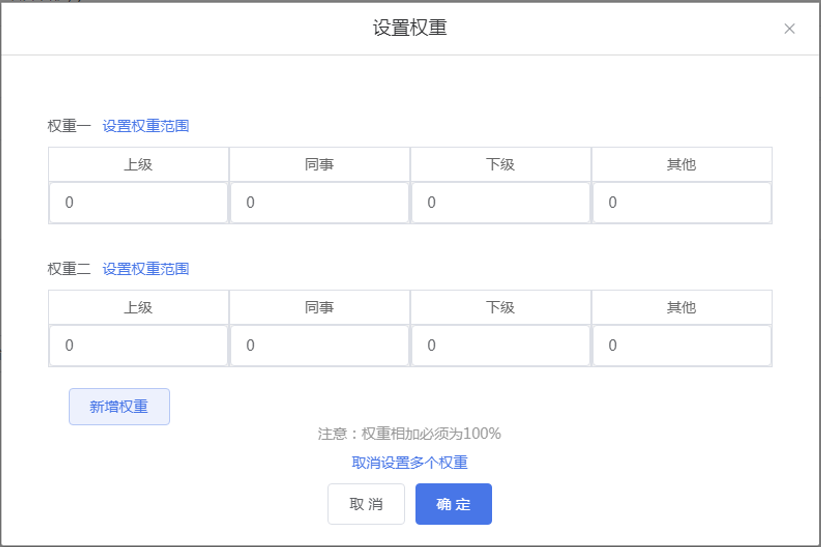 设置权重
权重一 设置权重范围
上级 同事 下级 其他
0 0 0 0
权重二 设置权重范围
上级 同事 下级 其他
0 0 0 0
新增权重
注意：权重相加必须为100%
取消设置多个权重
取 消 确 定